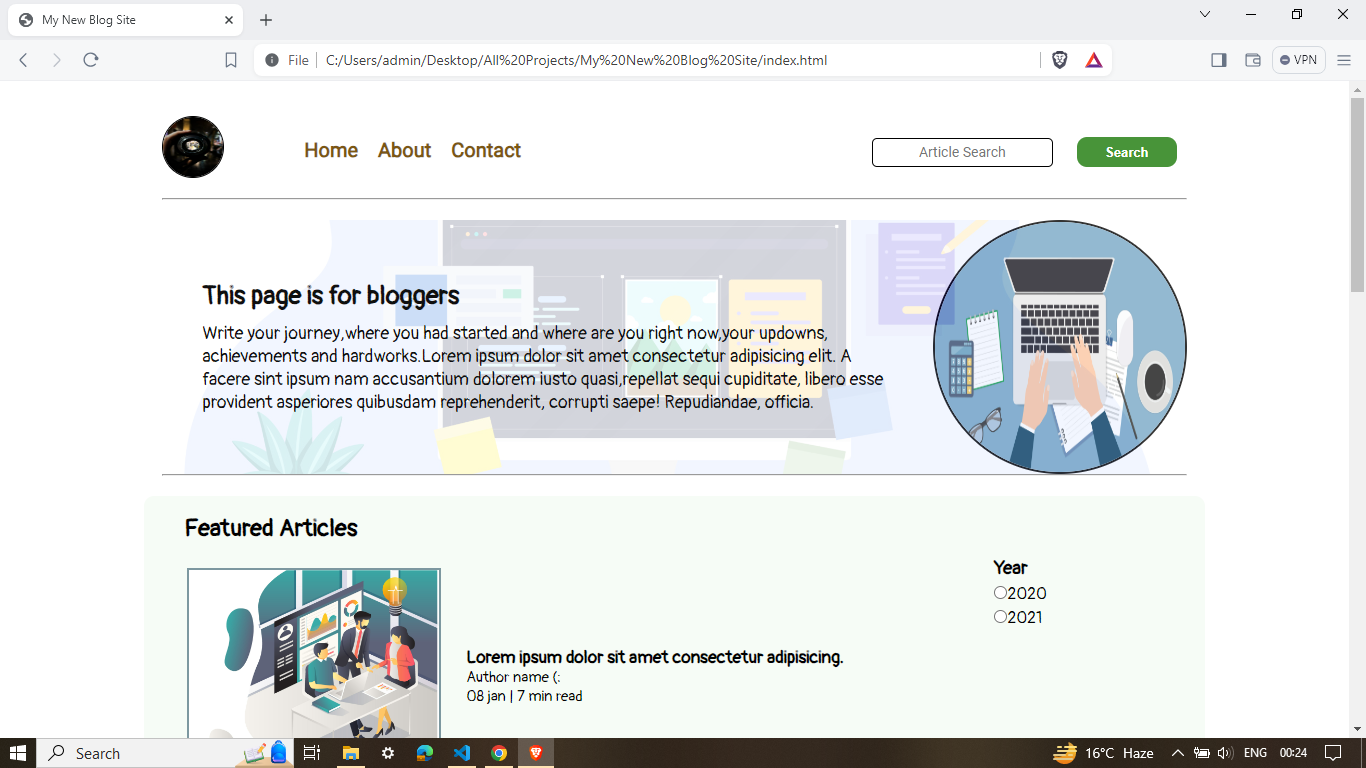 My New Blog Site
File
C:/Users/admin/Desktop/All%20Projects/My%20New%20Blog%20Site/index.html
VPN
Home About Contact
Article Search
Search
This page is for bloggers
Write your journey,where you had started and where are you right now,your updowns,
achievements and hardworks.Lorem ipsum dolor sit amet consectetur adipisicing elit. A
facere sint ipsum nam accusantium dolorem iusto quasi,repellat sequi cupiditate, libero esse
provident asperiores quibusdam reprehenderit, corrupti saepe! Repudiandae, officia.
Featured Articles
Year
2020
2021
Lorem ipsum dolor sit amet consectetur adipisicing.
Author name (:
08 jan | 7 min read
Search
16°C Haze
ENG
00:24